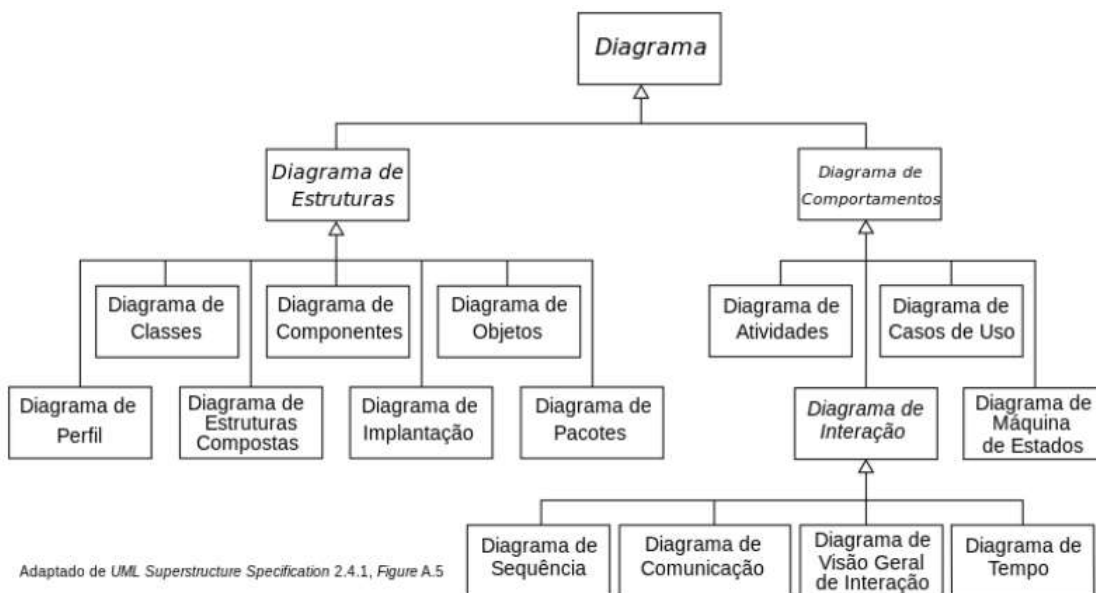 Diagrama
Diagrama de
Estruturas
Diagrama de
Comportamentos
Diagrama de
Classes
Diagrama de
Componentes
Diagrama de
Objetos
Diagrama de
Atividades
Diagrama de
Casos de Uso
Diagrama de
Perfil
Diagrama de
Estruturas
Compostas
Diagrama de
Implantação
Diagrama de
Pacotes
Diagrama de
Interação
Diagrama de
Máquina
de Estados
Diagrama de
Sequência
Diagrama de
Comunicação
Diagrama de
Visão Geral
de Interação
Diagrama de
Tempo
Adaptado de UML Superstructure Specification 2.4.1, Figure A.5